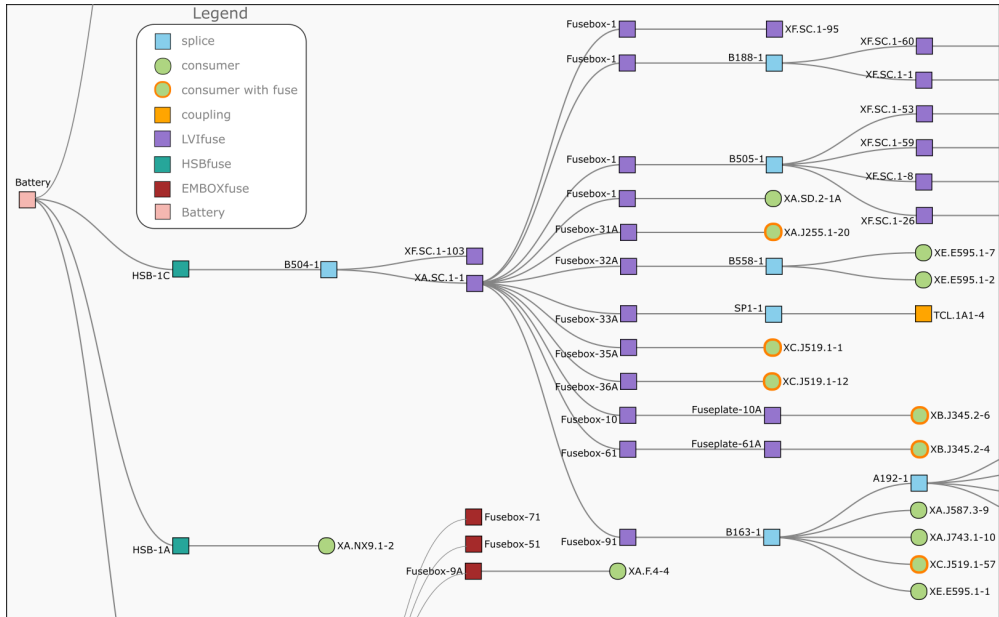 Legend
splice
consumer
consumer with fuse
coupling
LVIfuse
HSBfuse
EMBOXfuse
Battery
Battery
HSB-1C
B504-1
XF.SC.1-103
XA.SC.1-1
Fusebox-1
XF.SC.1-95
Fusebox-1
B188-1
XF.SC.1-60
XF.SC.1-1
Fusebox-1
B505-1
XF.SC.1-53
XF.SC.1-59
XF.SC.1-8
XF.SC.1-26
Fusebox-1
XA.SD.2-1A
Fusebox-31A
XA.J255.1-20
Fusebox-32A
B558-1
XE.E595.1-7
XE.E595.1-2
Fusebox-33A
SP1-1
TCL.1A1-4
Fusebox-35A
XC.J519.1-1
Fusebox-36A
XC.J519.1-12
Fusebox-10
Fuseplate-10A
XB.J345.2-6
Fusebox-61
Fuseplate-61A
XB.J345.2-4
Fusebox-91
B163-1
A192-1
XA.J587.3-9
XA.J743.1-10
XC.J519.1-57
XE.E595.1-1
HSB-1A
XA.NX9.1-2
Fusebox-71
Fusebox-51
Fusebox-9A
XA.F.4-4